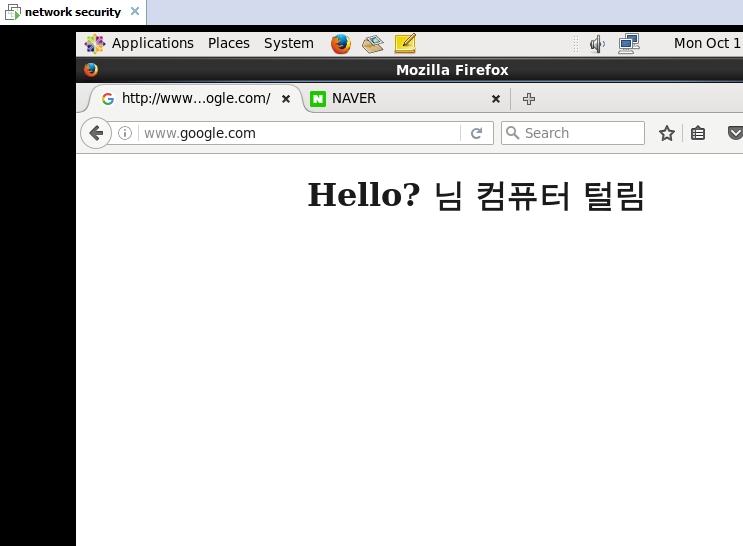 network security
Applications Places System Mon Oct 1
Mozilla Firefox
http://www...ogle.com/ NAVER
www.google.com Search
Hello? 님 컴퓨터 털림